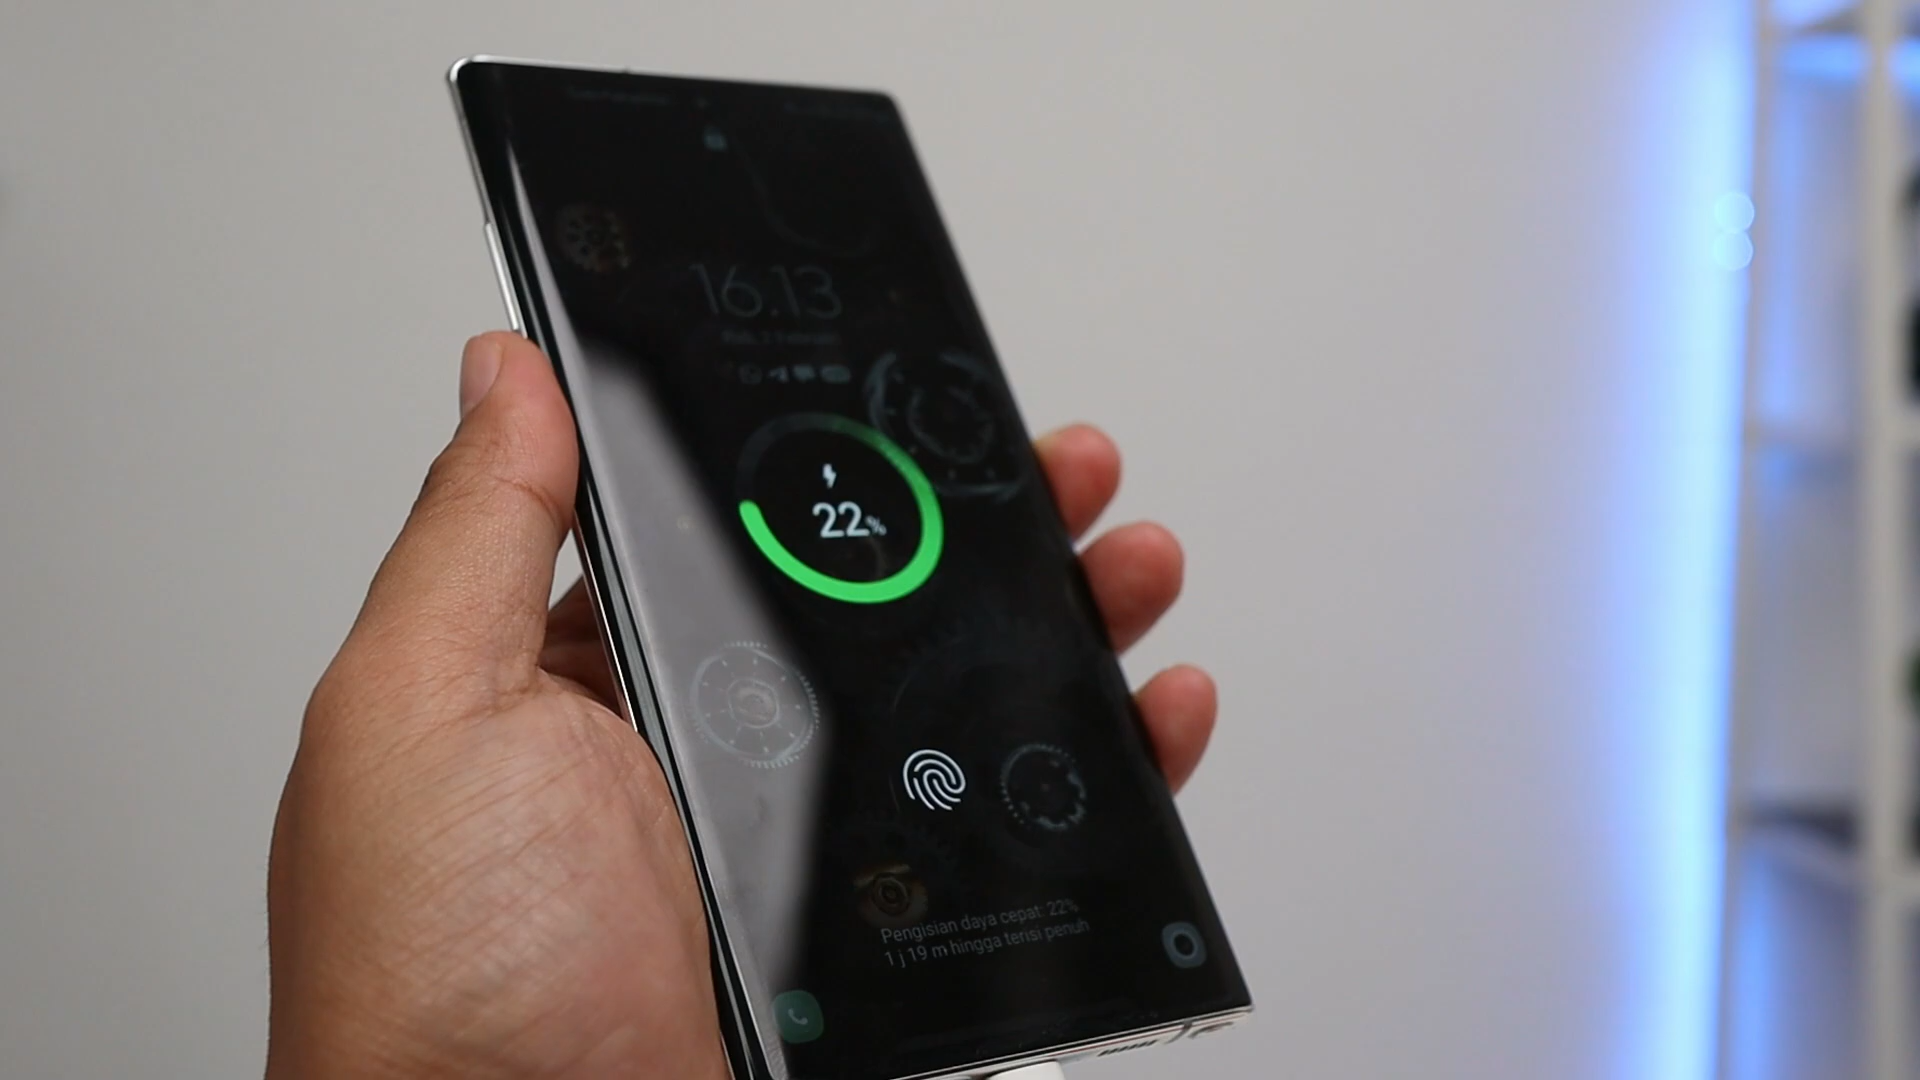 16.13
22%
Pengisian daya cepat: 22%
1 j 19 m hingga terisi penuh